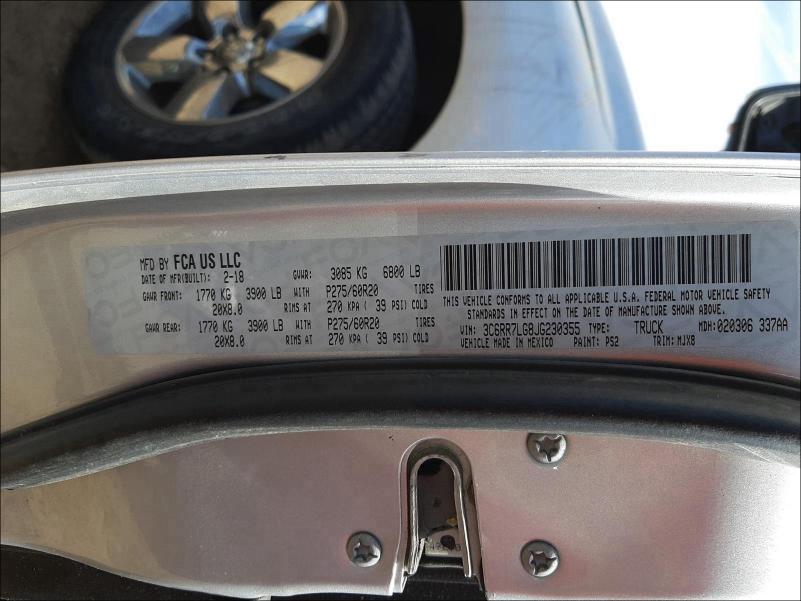 MFD BY FCA US LLC
DATE OF MFR(BUILT): 2-18 GVWR: 3085 KG 6800 LB
GAWR FRONT: 1770 KG 3900 LB WITH P275/60R20 TIRES
20X8.0 RIMS AT 270 KPA ( 39 PSI) COLD
GAWR REAR: 1770 KG 3900 LB WITH P275/60R20 TIRES
20X8.0 RIMS AT 270 KPA ( 39 PSI) COLD
THIS VEHICLE CONFORMS TO ALL APPLICABLE U.S.A. FEDERAL MOTOR VEHICLE SAFETY
STANDARDS IN EFFECT ON THE DATE OF MANUFACTURE SHOWN ABOVE.
VIN: 3C6RR7LG8JG230355 TYPE: TRUCK MDH:020306 337AA
VEHICLE MADE IN MEXICO PAINT: PS2 TRIM: MJX8